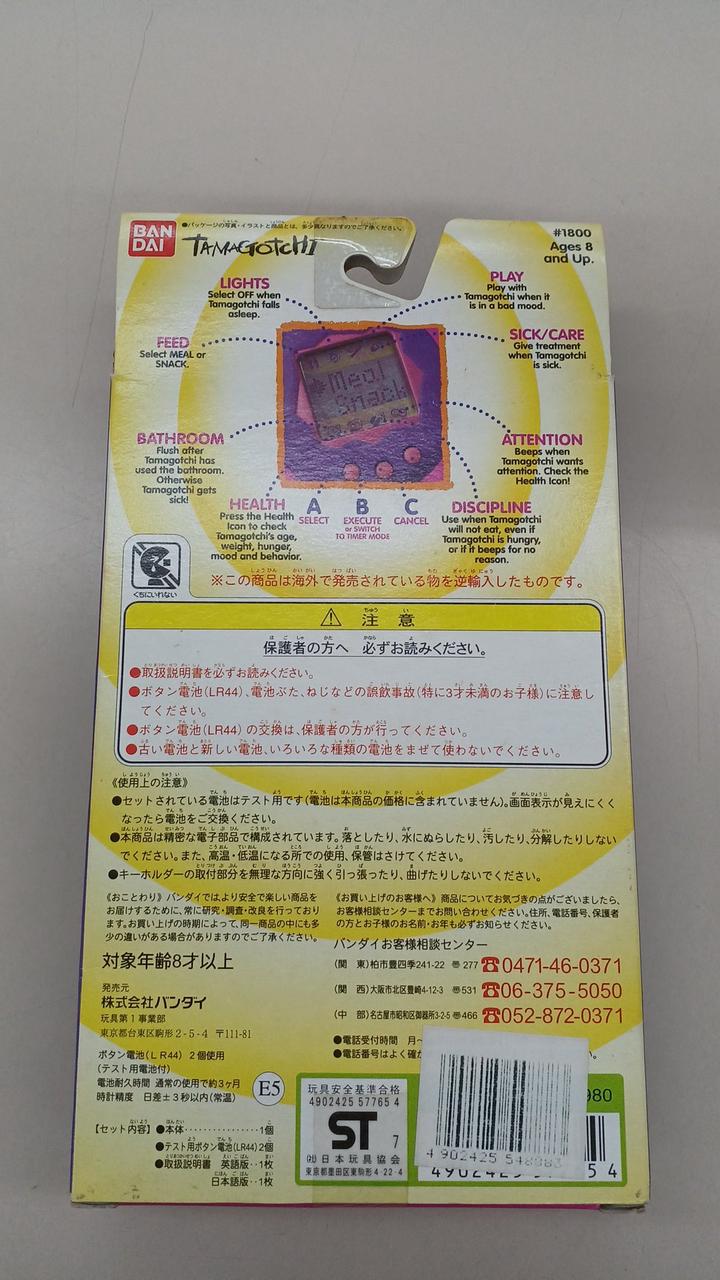 BAN
DAI
●パッケージの写真・イラストと商品とは、多少異なりますのでご了承ください。
TAMAGOTCHI
#1800
Ages 8
and Up.
LIGHTS
Select OFF when
Tamagotchi falls
asleep.
PLAY
Play with
Tamagotchi when it
is in a bad mood.
FEED
Select MEAL or
SNACK.
SICK/CARE
Give treatment
when Tamagotchi
is sick.
Meal
Snack
BATHROOM
Flush after
Tamagotchi has
used the bathroom.
Otherwise
Tamagotchi gets
sick!
ATTENTION
Beeps when
Tamagotchi wants
attention. Check the
Health Icon!
HEALTH
Press the Health
Icon to check
Tamagotchi's age,
weight, hunger,
mood and behavior.
A
SELECT
B
EXECUTE
or SWITCH
TO TIMER MODE
C
CANCEL
DISCIPLINE
Use when Tamagotchi
will not eat, even if
Tamagotchi is hungry,
or if it beeps for no
reason.
くちにいれない
※この商品は海外で発売されている物を逆輸入したものです。
注意
保護者の方へ 必ずお読みください。
●取扱説明書を必ずお読みください。
●ボタン電池(LR44)、電池ぶた、ねじなどの誤飲事故(特に3才未満のお子様)に注意し
てください。
●ボタン電池(LR44)の交換は、保護者の方が行ってください。
●古い電池と新しい電池、いろいろな種類の電池をまぜて使わないでください。
《使用上の注意》
●セットされている電池はテスト用です(電池は本商品の価格に含まれていません)。画面表示が見えにくく
なったら電池をご交換ください。
●本商品は精密な電子部品で構成されています。落としたり、水にぬらしたり、汚したり、分解したりしない
でください。また、高温・低温になる所での使用、保管はさけてください。
●キーホルダーの取付部分を無理な方向に強く引っ張ったり、曲げたりしないでください。
《おことわり》バンダイでは、より安全で楽しい商品を
お届けするために、常に研究・調査・改良を行っており
ます。お買い上げの時期によって、同一商品の中にも多
少の違いがある場合がありますのでご了承ください。
《お買い上げのお客様へ》商品についてお気づきの点がございましたら、
お客様相談センターまでお問い合わせください。住所、電話番号、保護者
の方とお子様のお名前・お年も必ずお知らせください。
対象年齢8才以上
発売元
株式会社バンダイ
玩具第1事業部
東京都台東区駒形2-5-4 〒111-81
バンダイお客様相談センター
(関 東)柏市豊四季241-22 〠277 ☎0471-46-0371
(関 西)大阪市北区豊崎4-12-3 〠531 ☎06-375-5050
(中 部)名古屋市昭和区御器所3-2-5 〠466 ☎052-872-0371
●電話受付時間 月~
●電話番号はよく確か
ボタン電池(LR44)2個使用
(テスト用電池付)
電池耐久時間 通常の使用で約3ヶ月
時計精度 日差±3秒以内(常温)
E5
【セット内容】●本体················1個
●テスト用ボタン電池(LR44)2個
●取扱説明書 英語版··1枚
日本語版··1枚
玩具安全基準合格
4902425 57765 4
ST
7
(社)日本玩具協会
東京都墨田区東駒形4-22-4
980
4 902425 548083
5 4